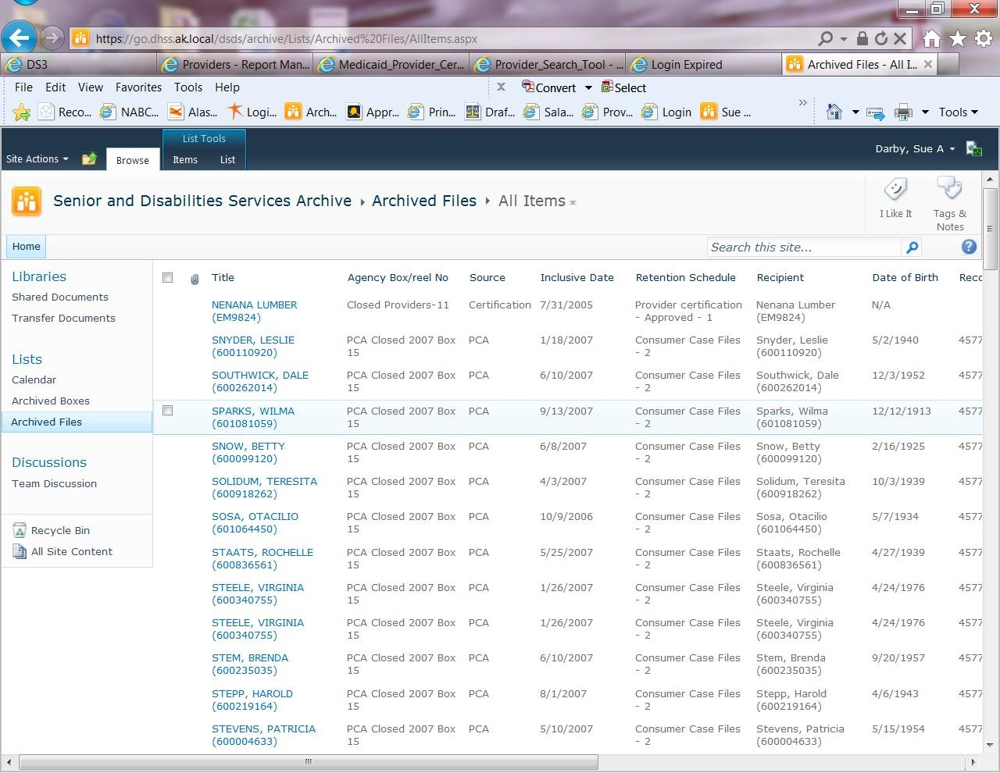 https://go.dhss.ak.local/dsds/archive/Lists/Archived%20Files/AllItems.aspx
DS3
Providers - Report Man...
Medicaid_Provider_Cer...
Provider_Search_Tool - ...
Login Expired
Archived Files - All I...
File Edit View Favorites Tools Help
x Convert Select
Reco... NABC... Alas... Logi... Arch... Appr... Prin... Draf... Sala... Prov... Login Sue ... » Tools
List Tools
Site Actions Browse Items List Darby, Sue A
Senior and Disabilities Services Archive Archived Files All Items
I Like It
Tags & Notes
Home
Search this site...
Libraries
Shared Documents
Transfer Documents
Lists
Calendar
Archived Boxes
Archived Files
Discussions
Team Discussion
Recycle Bin
All Site Content
Title Agency Box/reel No Source Inclusive Date Retention Schedule Recipient Date of Birth Reco
NENANA LUMBER Closed Providers-11 Certification 7/31/2005 Provider certification Nenana Lumber N/A
(EM9824) - Approved - 1 (EM9824)
SNYDER, LESLIE PCA Closed 2007 Box PCA 1/18/2007 Consumer Case Files Snyder, Leslie 5/2/1940 4577
(600110920) 15 - 2 (600110920)
SOUTHWICK, DALE PCA Closed 2007 Box PCA 6/10/2007 Consumer Case Files Southwick, Dale 12/3/1952 4577
(600262014) 15 - 2 (600262014)
SPARKS, WILMA PCA Closed 2007 Box PCA 9/13/2007 Consumer Case Files Sparks, Wilma 12/12/1913 4577
(601081059) 15 - 2 (601081059)
SNOW, BETTY PCA Closed 2007 Box PCA 6/8/2007 Consumer Case Files Snow, Betty 2/16/1925 4577
(600099120) 15 - 2 (600099120)
SOLIDUM, TERESITA PCA Closed 2007 Box PCA 4/3/2007 Consumer Case Files Solidum, Teresita 10/3/1939 4577
(600918262) 15 - 2 (600918262)
SOSA, OTACILIO PCA Closed 2007 Box PCA 10/9/2006 Consumer Case Files Sosa, Otacilio 5/7/1934 4577
(601064450) 15 - 2 (601064450)
STAATS, ROCHELLE PCA Closed 2007 Box PCA 5/25/2007 Consumer Case Files Staats, Rochelle 4/27/1939 4577
(600836561) 15 - 2 (600836561)
STEELE, VIRGINIA PCA Closed 2007 Box PCA 1/26/2007 Consumer Case Files Steele, Virginia 4/24/1976 4577
(600340755) 15 - 2 (600340755)
STEELE, VIRGINIA PCA Closed 2007 Box PCA 1/26/2007 Consumer Case Files Steele, Virginia 4/24/1976 4577
(600340755) 15 - 2 (600340755)
STEM, BRENDA PCA Closed 2007 Box PCA 6/10/2007 Consumer Case Files Stem, Brenda 9/20/1957 4577
(600235035) 15 - 2 (600235035)
STEPP, HAROLD PCA Closed 2007 Box PCA 8/1/2007 Consumer Case Files Stepp, Harold 4/6/1943 4577
(600219164) 15 - 2 (600219164)
STEVENS, PATRICIA PCA Closed 2007 Box PCA 5/10/2007 Consumer Case Files Stevens, Patricia 5/15/1954 4577
(600004633) 15 - 2 (600004633)